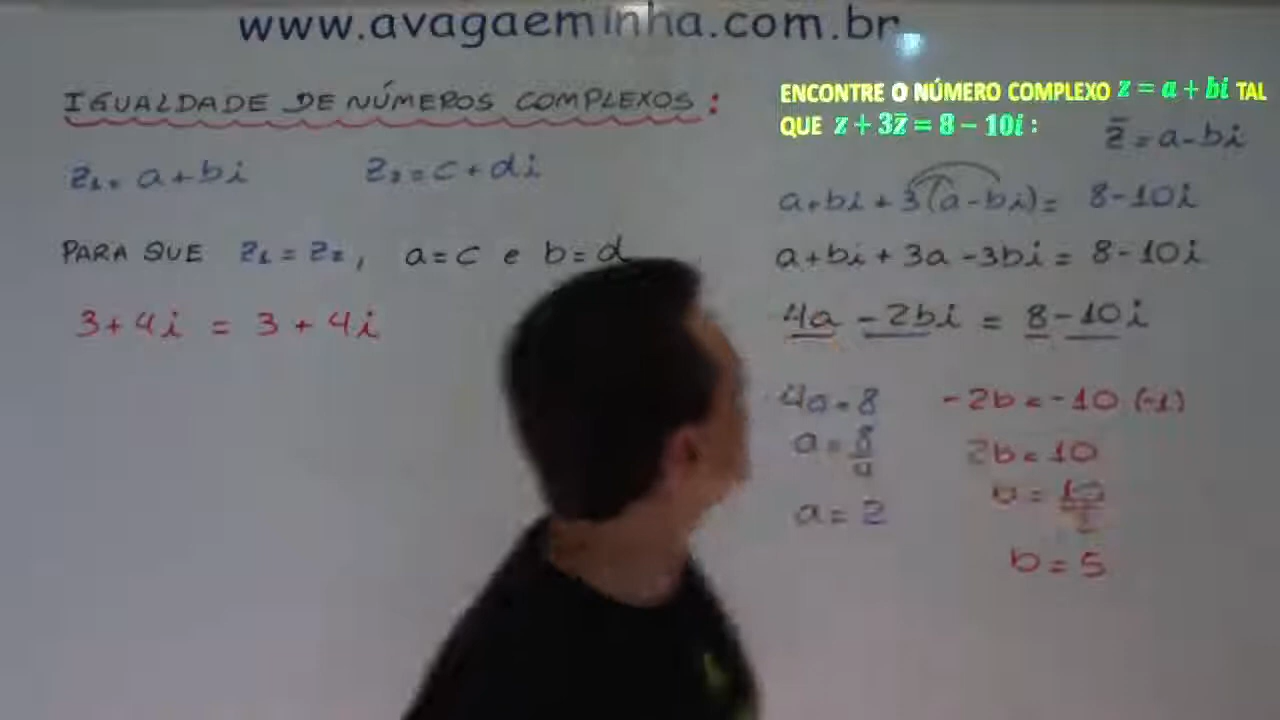 www.avagaeminha.com.br
IGUALDADE DE NÚMEROS COMPLEXOS:
z₁ = a + bi z₂ = c + di
PARA QUE z₁ = z₂, a = c e b = d
3 + 4i = 3 + 4i
ENCONTRE O NÚMERO COMPLEXO z = a + bi TAL
QUE z + 3z̄ = 8 − 10i :
z̄ = a - bi
a + bi + 3(a - bi) = 8 - 10i
a + bi + 3a - 3bi = 8 - 10i
4a - 2bi = 8 - 10i
4a = 8
a = 8/4
a = 2
-2b = -10 (-1)
2b = 10
b = 10/2
b = 5